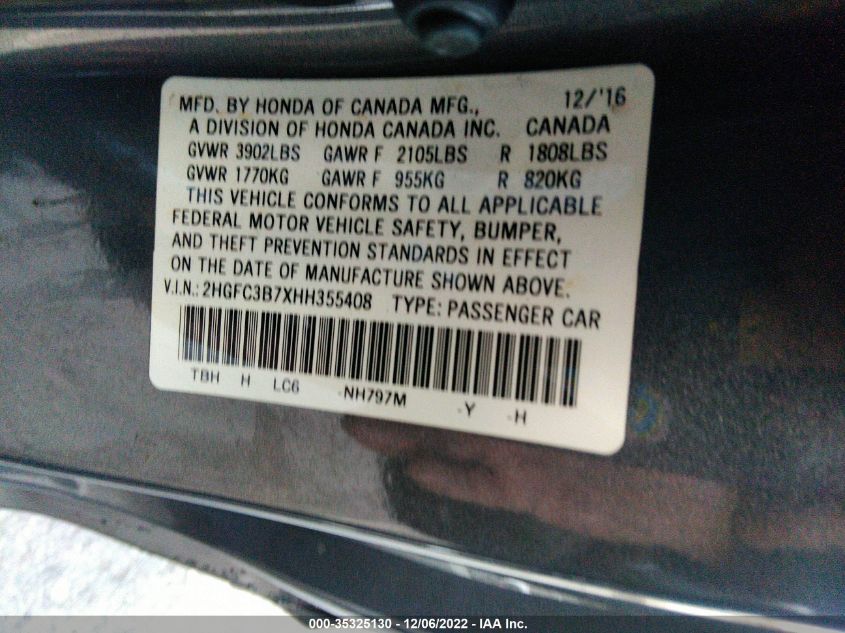 MFD. BY HONDA OF CANADA MFG., 12/'16
A DIVISION OF HONDA CANADA INC. CANADA
GVWR 3902LBS GAWR F 2105LBS R 1808LBS
GVWR 1770KG GAWR F 955KG R 820KG
THIS VEHICLE CONFORMS TO ALL APPLICABLE
FEDERAL MOTOR VEHICLE SAFETY, BUMPER,
AND THEFT PREVENTION STANDARDS IN EFFECT
ON THE DATE OF MANUFACTURE SHOWN ABOVE.
V.I.N.: 2HGFC3B7XHH355408 TYPE: PASSENGER CAR
TBH H LC6 -NH797M -Y -H
000-35325130 - 12/06/2022 - IAA Inc.